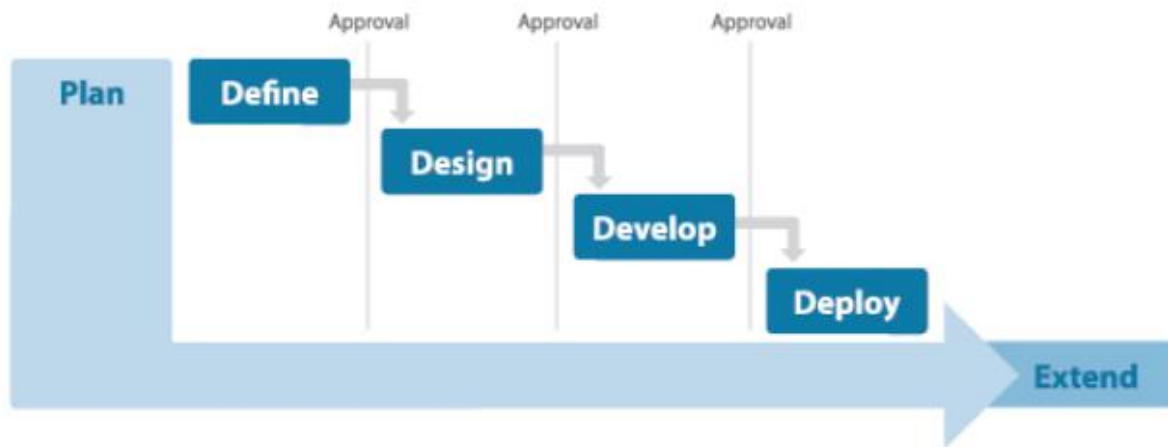 Approval Approval Approval
Plan Define
Design
Develop
Deploy
Extend